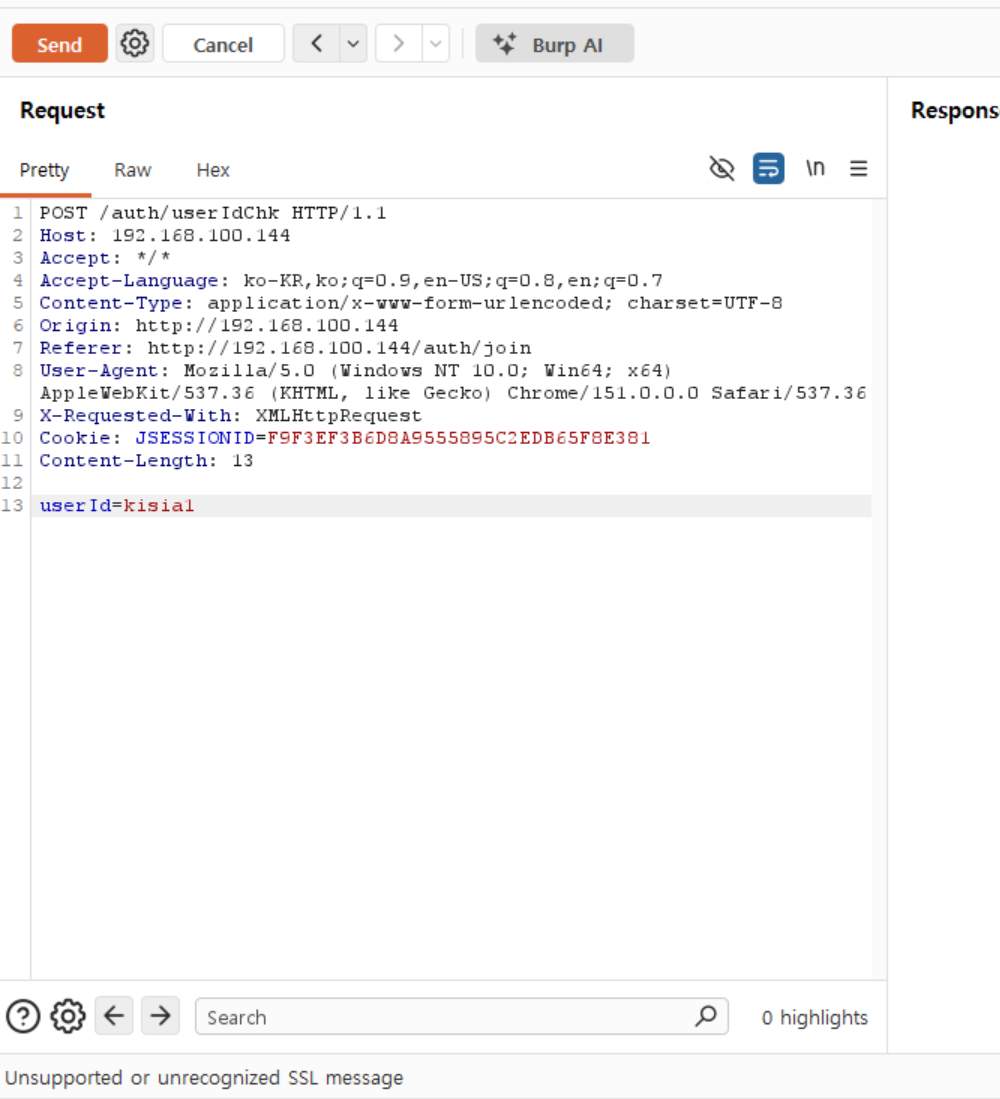 Send
Cancel
Burp AI
Request
Respons
Pretty
Raw
Hex
\n
1 POST /auth/userIdChk HTTP/1.1
2 Host: 192.168.100.144
3 Accept: */*
4 Accept-Language: ko-KR,ko;q=0.9,en-US;q=0.8,en;q=0.7
5 Content-Type: application/x-www-form-urlencoded; charset=UTF-8
6 Origin: http://192.168.100.144
7 Referer: http://192.168.100.144/auth/join
8 User-Agent: Mozilla/5.0 (Windows NT 10.0; Win64; x64)
AppleWebKit/537.36 (KHTML, like Gecko) Chrome/151.0.0.0 Safari/537.36
9 X-Requested-With: XMLHttpRequest
10 Cookie: JSESSIONID=F9F3EF3B6D8A9555895C2EDB65F8E381
11 Content-Length: 13
12
13 userId=kisia1
Search
0 highlights
Unsupported or unrecognized SSL message